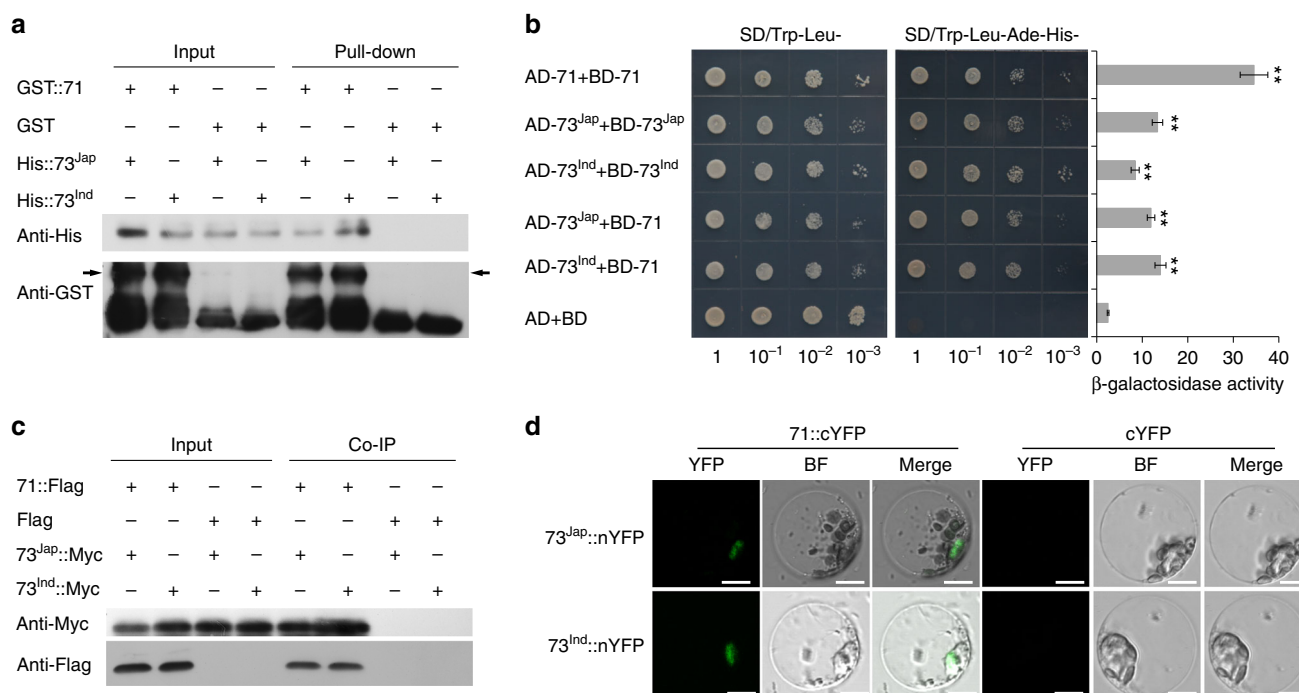 a
Input Pull-down
GST::71 + + – – + + – –
GST – – + + – – + +
His::73Jap + – + – + – + –
His::73Ind – + – + – + – +
Anti-His
Anti-GST
b
SD/Trp-Leu- SD/Trp-Leu-Ade-His-
AD-71+BD-71 **
AD-73Jap+BD-73Jap **
AD-73Ind+BD-73Ind **
AD-73Jap+BD-71 **
AD-73Ind+BD-71 **
AD+BD
1 10–1 10–2 10–3 1 10–1 10–2 10–3 0 10 20 30 40
β-galactosidase activity
c
Input Co-IP
71::Flag + + – – + + – –
Flag – – + + – – + +
73Jap::Myc + – + – + – + –
73Ind::Myc – + – + – + – +
Anti-Myc
Anti-Flag
d
71::cYFP cYFP
YFP BF Merge YFP BF Merge
73Jap::nYFP
73Ind::nYFP